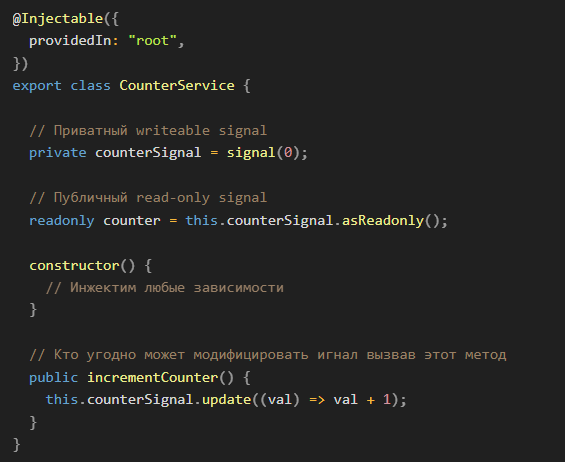 @Injectable({
  providedIn: "root",
})
export class CounterService {
  // Приватный writeable signal
  private counterSignal = signal(0);
  // Публичный read-only signal
  readonly counter = this.counterSignal.asReadonly();
  constructor() {
    // Инжектим любые зависимости
  }
  // Кто угодно может модифицировать игнал вызвав этот метод
  public incrementCounter() {
    this.counterSignal.update((val) => val + 1);
  }
}